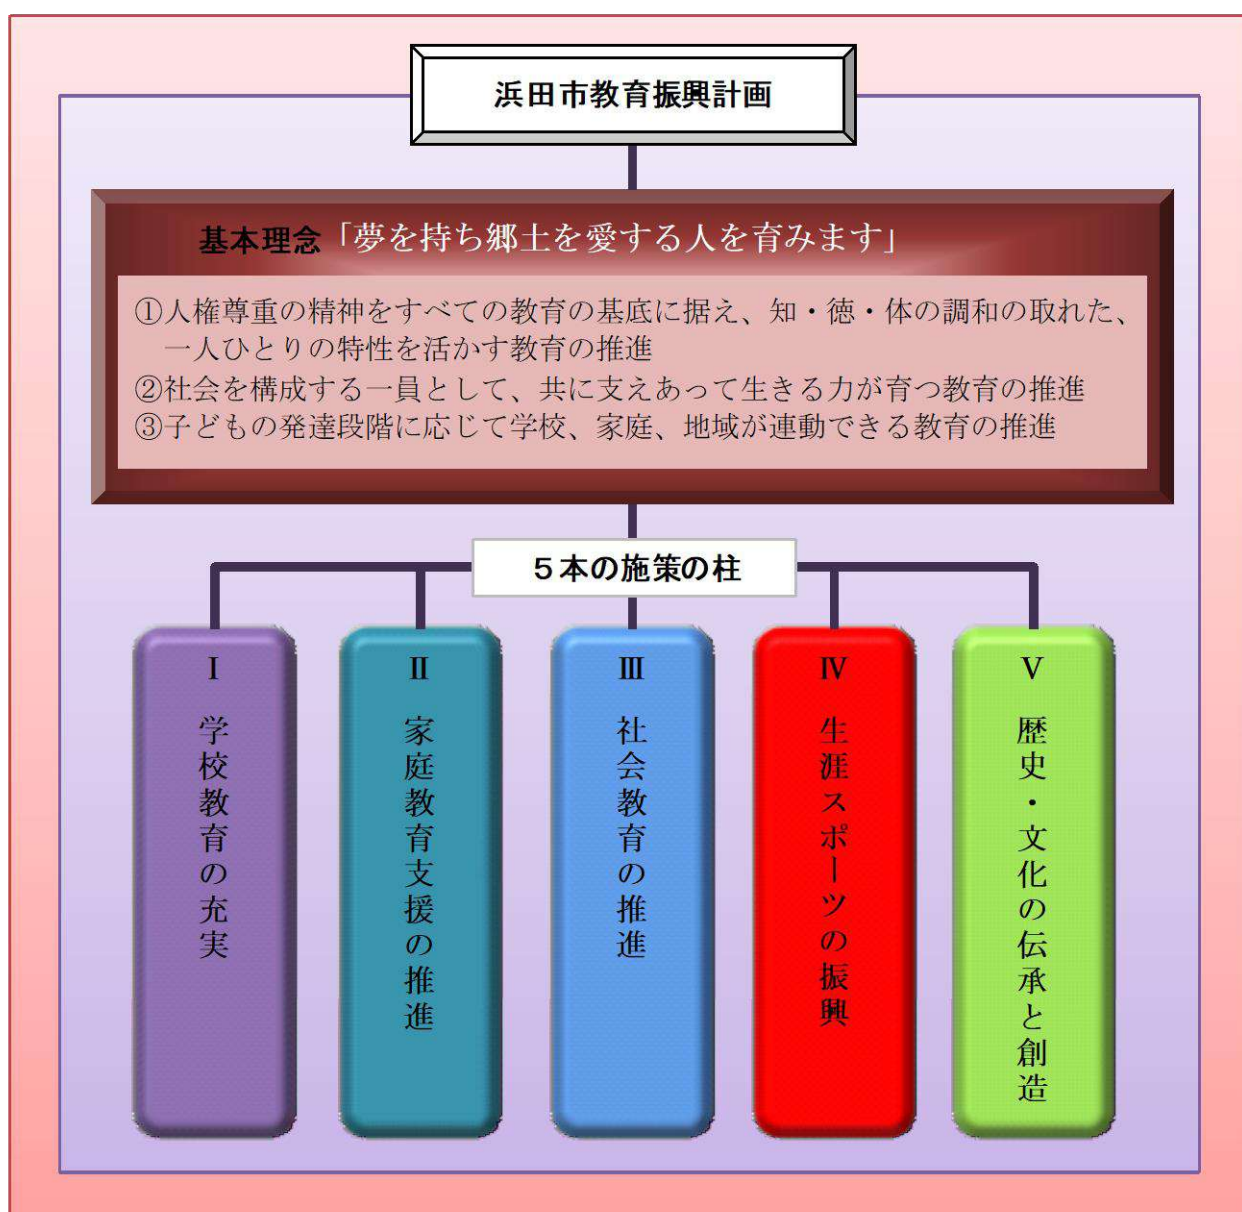 浜田市教育振興計画
基本理念「夢を持ち郷土を愛する人を育みます」
①人権尊重の精神をすべての教育の基底に据え、知・徳・体の調和の取れた、
一人ひとりの特性を活かす教育の推進
②社会を構成する一員として、共に支えあって生きる力が育つ教育の推進
③子どもの発達段階に応じて学校、家庭、地域が連動できる教育の推進
５本の施策の柱
Ⅰ 学校教育の充実
Ⅱ 家庭教育支援の推進
Ⅲ 社会教育の推進
Ⅳ 生涯スポーツの振興
Ⅴ 歴史・文化の伝承と創造